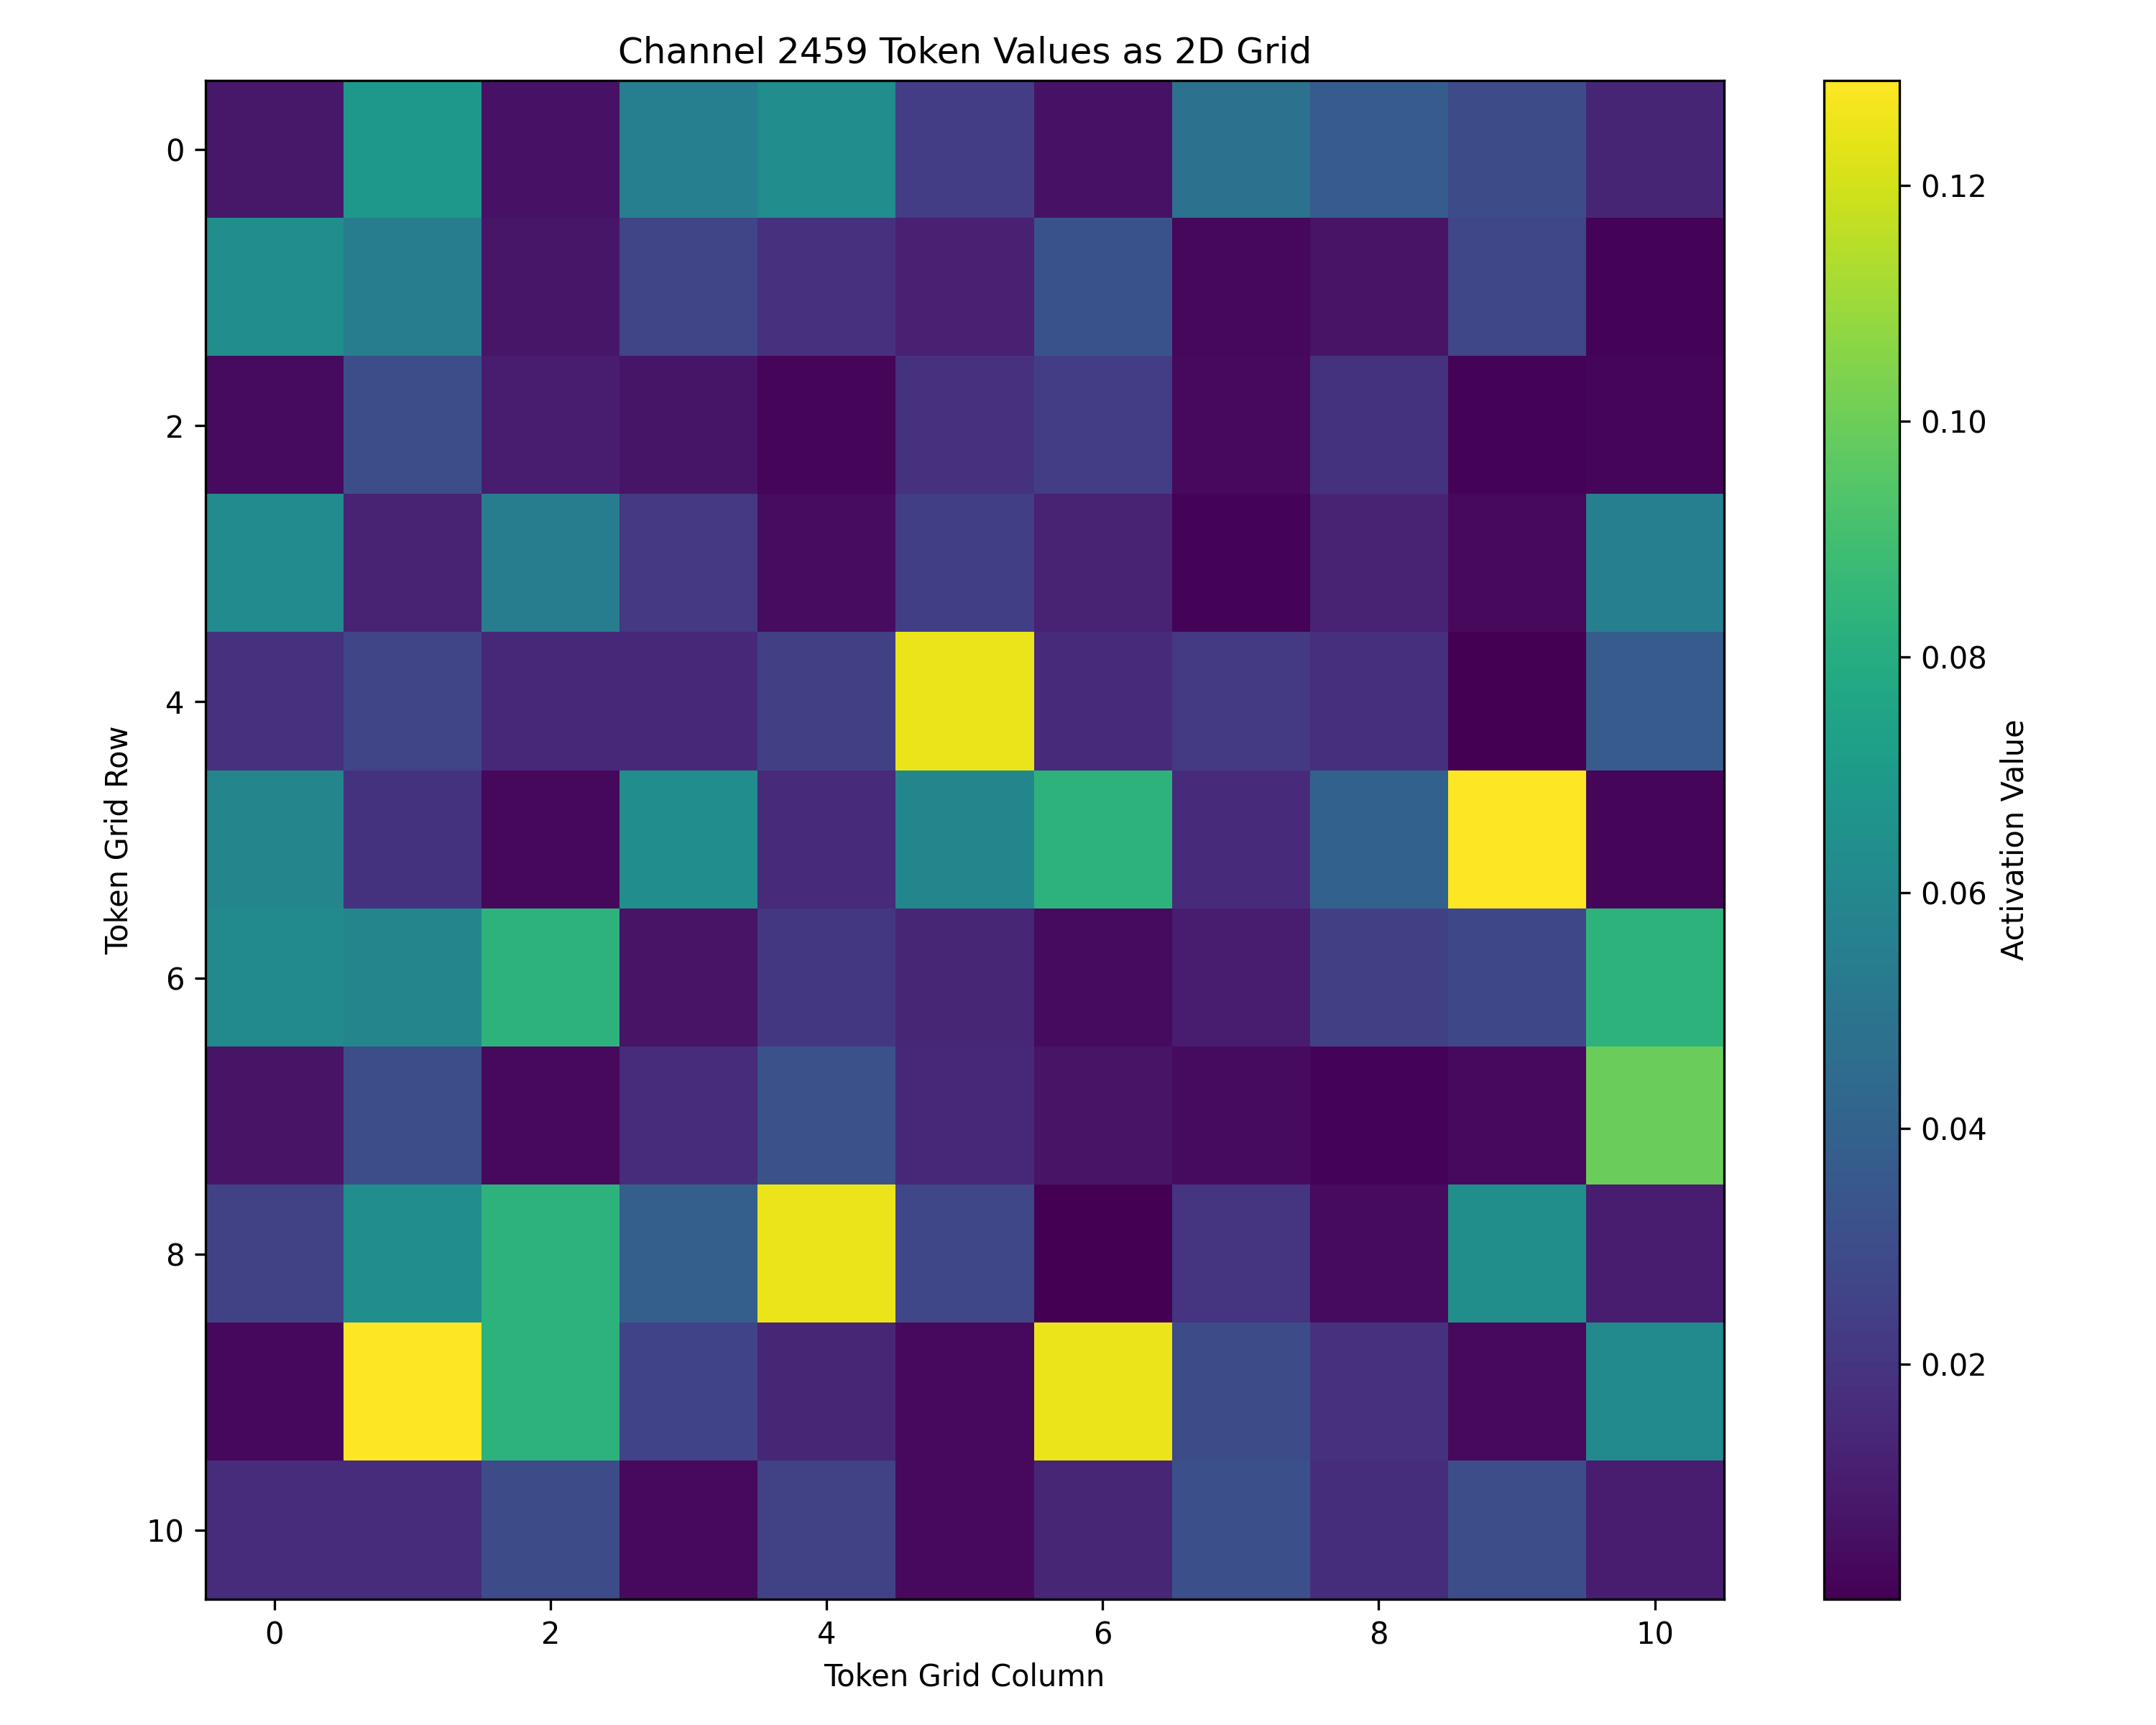 Channel 2459 Token Values as 2D Grid
0
2
4
6
8
10
Token Grid Row
0 2 4 6 8 10
Token Grid Column
0.12
0.10
0.08
0.06
0.04
0.02
Activation Value